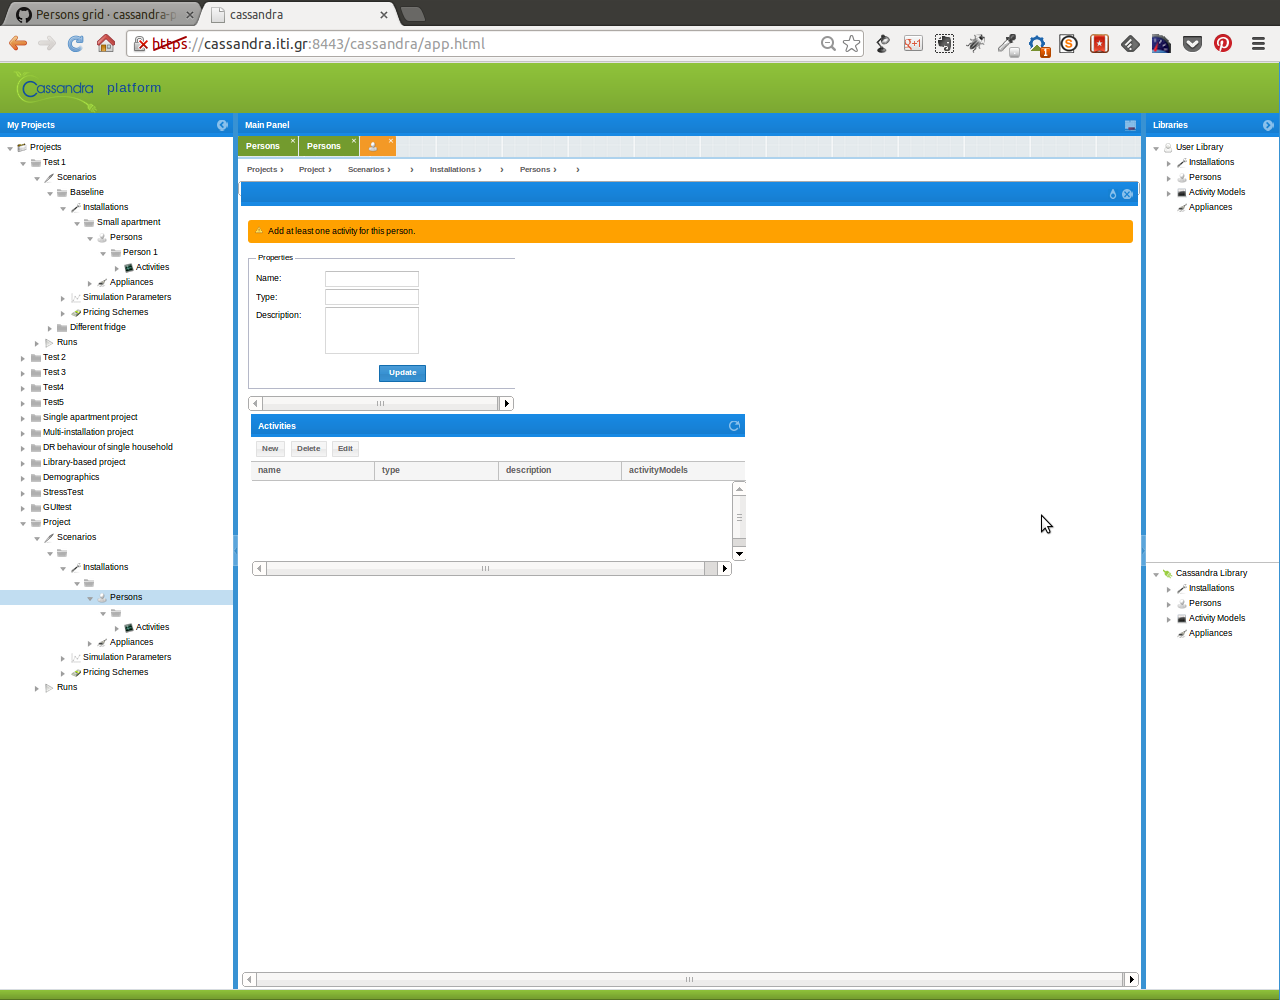 Persons grid · cassandra-p
cassandra
https://cassandra.iti.gr:8443/cassandra/app.html
Cassandra platform
My Projects
Projects
Test 1
Scenarios
Baseline
Installations
Small apartment
Persons
Person 1
Activities
Appliances
Simulation Parameters
Pricing Schemes
Different fridge
Runs
Test 2
Test 3
Test4
Test5
Single apartment project
Multi-installation project
DR behaviour of single household
Library-based project
Demographics
StressTest
GUItest
Project
Scenarios
Installations
Persons
Activities
Appliances
Simulation Parameters
Pricing Schemes
Runs
Main Panel
Persons
Persons
Projects › Project › Scenarios › › Installations › › Persons › ›
Add at least one activity for this person.
Properties
Name:
Type:
Description:
Update
Activities
New Delete Edit
name type description activityModels
Libraries
User Library
Installations
Persons
Activity Models
Appliances
Cassandra Library
Installations
Persons
Activity Models
Appliances